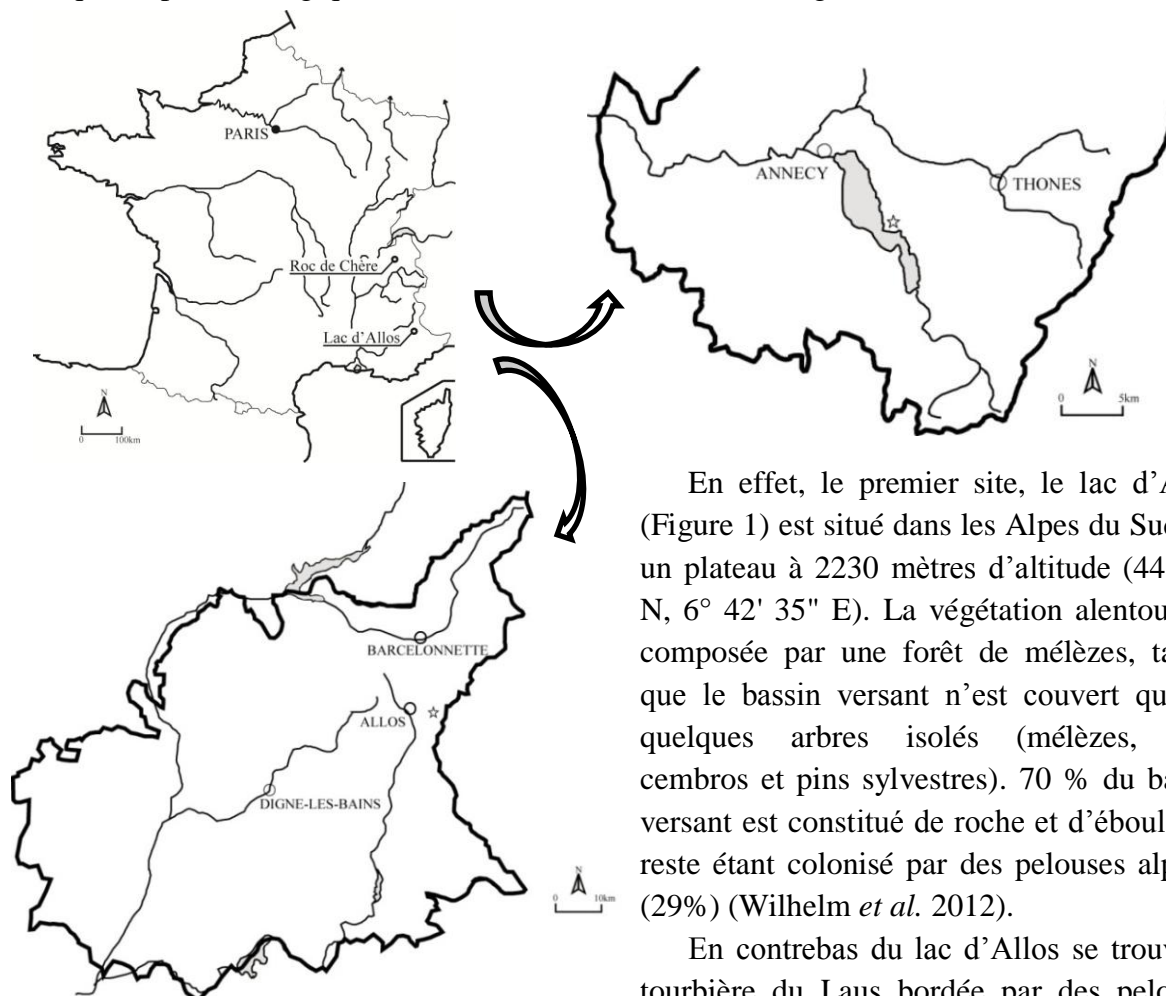 PARIS
Roc de Chère
Lac d'Allos
N
0 100km
ANNECY
THONES
N
0 5km
BARCELONNETTE
ALLOS
DIGNE-LES-BAINS
N
0 10km
En effet, le premier site, le lac d'A
(Figure 1) est situé dans les Alpes du Su
un plateau à 2230 mètres d'altitude (44
N, 6° 42' 35" E). La végétation alentou
composée par une forêt de mélèzes, ta
que le bassin versant n'est couvert qu
quelques arbres isolés (mélèzes,
cembros et pins sylvestres). 70 % du ba
versant est constitué de roche et d'éboul
reste étant colonisé par des pelouses alp
(29%) (Wilhelm et al. 2012).
En contrebas du lac d'Allos se trouv
tourbière du Laus bordée par des pelo